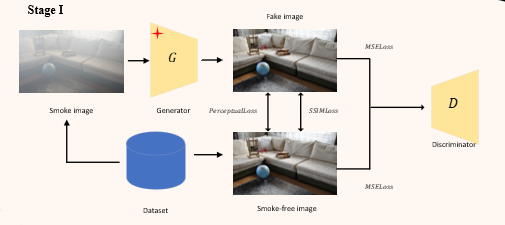 Stage I
Fake image
G
MSELoss
D
Smoke image
Generator
PerceptualLoss
SSIMLoss
Discriminator
MSELoss
Dataset
Smoke-free image